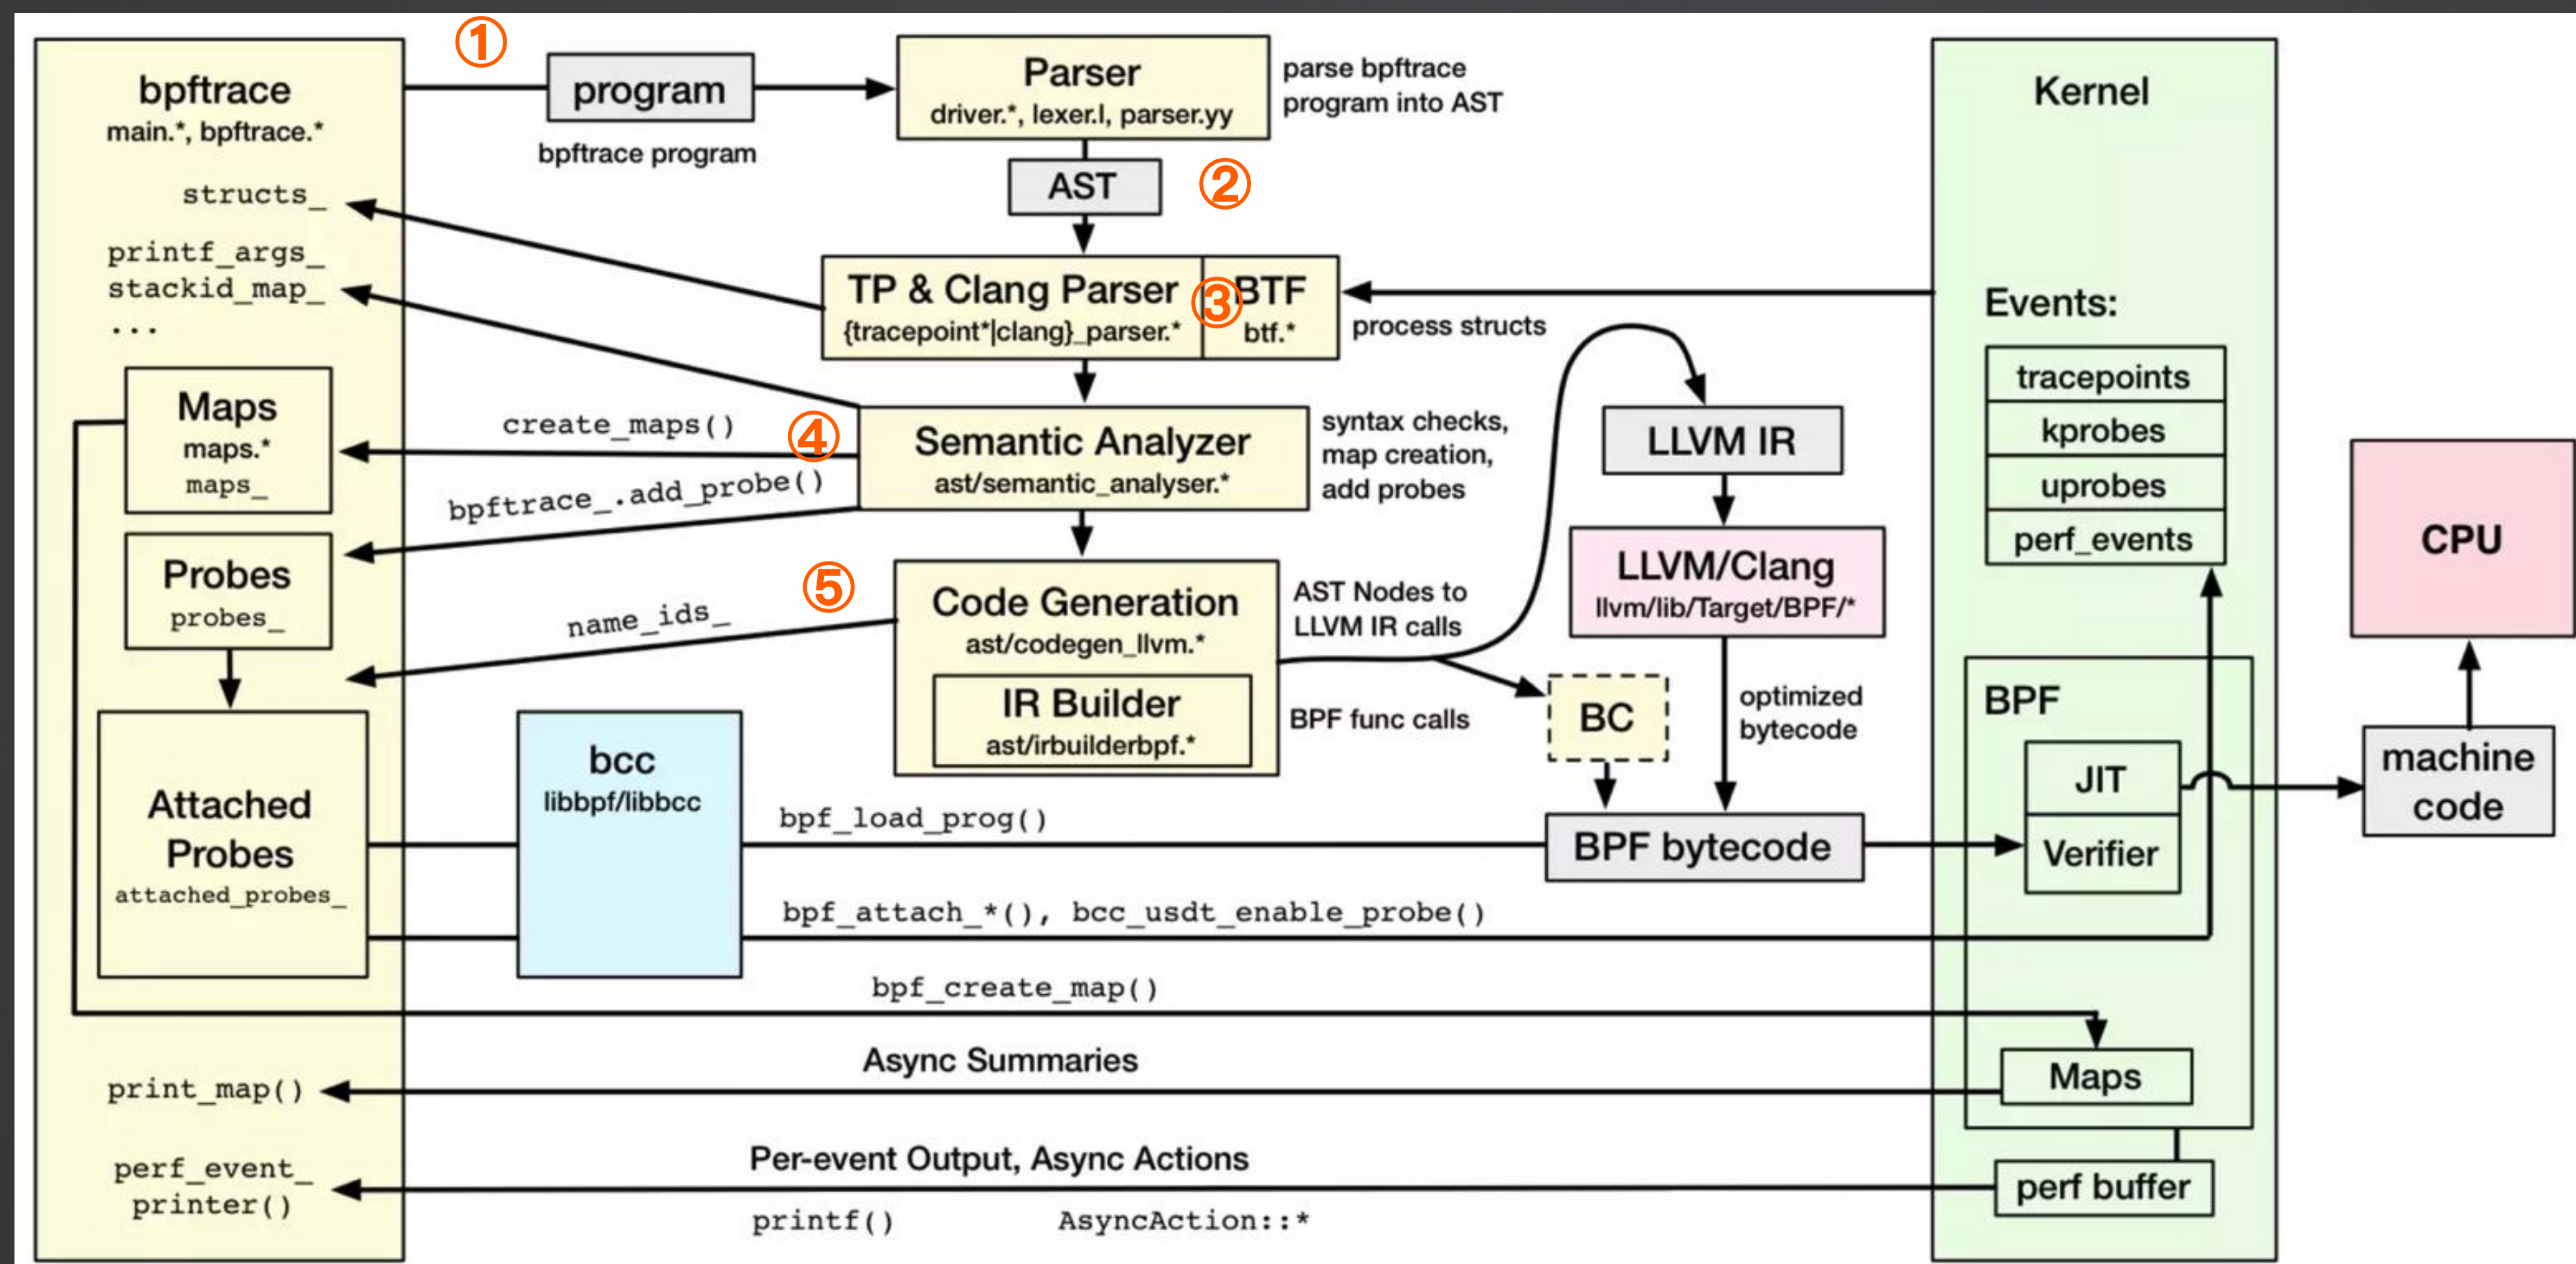 ①
bpftrace
main.*, bpftrace.*
structs_
printf_args_
stackid_map_
...
Maps
maps.*
maps_
Probes
probes_
Attached
Probes
attached_probes_
print_map()
perf_event_
printer()
program
bpftrace program
Parser
driver.*, lexer.l, parser.yy
parse bpftrace
program into AST
AST
②
TP & Clang Parser
{tracepoint*|clang}_parser.*
③
BTF
btf.*
process structs
create_maps()
④
bpftrace_.add_probe()
Semantic Analyzer
ast/semantic_analyser.*
syntax checks,
map creation,
add probes
name_ids_
⑤
Code Generation
ast/codegen_llvm.*
IR Builder
ast/irbuilderbpf.*
AST Nodes to
LLVM IR calls
BPF func calls
LLVM IR
LLVM/Clang
llvm/lib/Target/BPF/*
BC
optimized
bytecode
BPF bytecode
bcc
libbpf/libbcc
bpf_load_prog()
bpf_attach_*(), bcc_usdt_enable_probe()
bpf_create_map()
Async Summaries
Per-event Output, Async Actions
printf()
AsyncAction::*
Kernel
Events:
tracepoints
kprobes
uprobes
perf_events
BPF
JIT
Verifier
Maps
perf buffer
CPU
machine
code